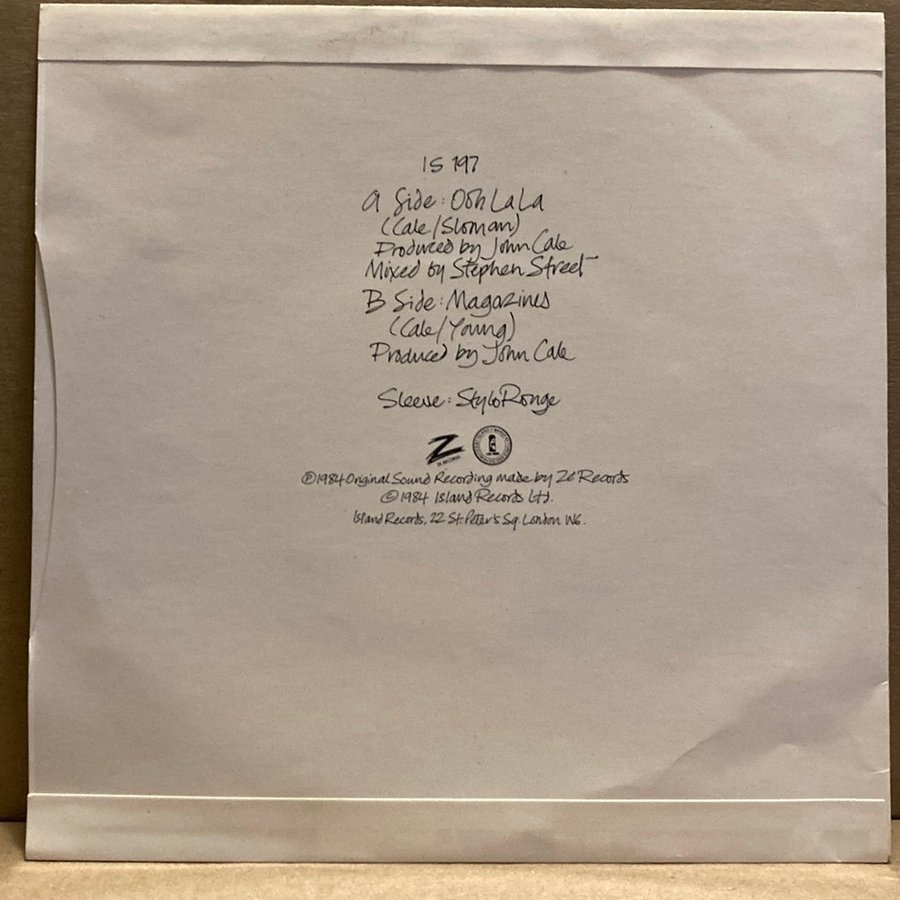 IS 197
A Side: Ooh La La
(Cale/Sloman)
Produced by John Cale
Mixed by Stephen Street
B Side: Magazines
(Cale/Young)
Produced by John Cale
Sleeve: StyloRouge
Z
ZE RECORDS
℗1984 Original Sound Recording made by Ze Records
©1984 Island Records Ltd.
Island Records, 22 St. Peter's Sq. London W6.